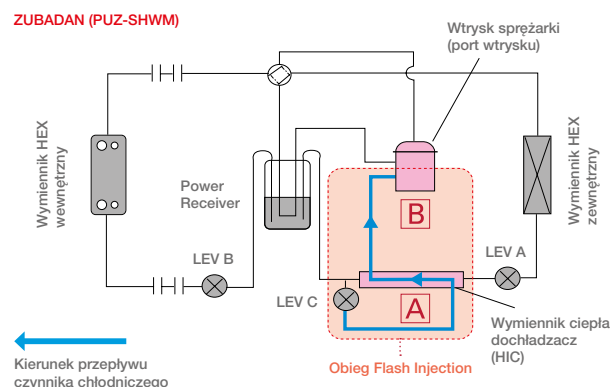 ZUBADAN (PUZ-SHWM)
Wtrysk sprężarki
(port wtrysku)
Wymiennik HEX
wewnętrzny
Power
Receiver
B
Wymiennik HEX
zewnętrzny
LEV B
LEV A
LEV C
A
Wymiennik ciepła
dochładzacz
(HIC)
Obieg Flash Injection
Kierunek przepływu
czynnika chłodniczego